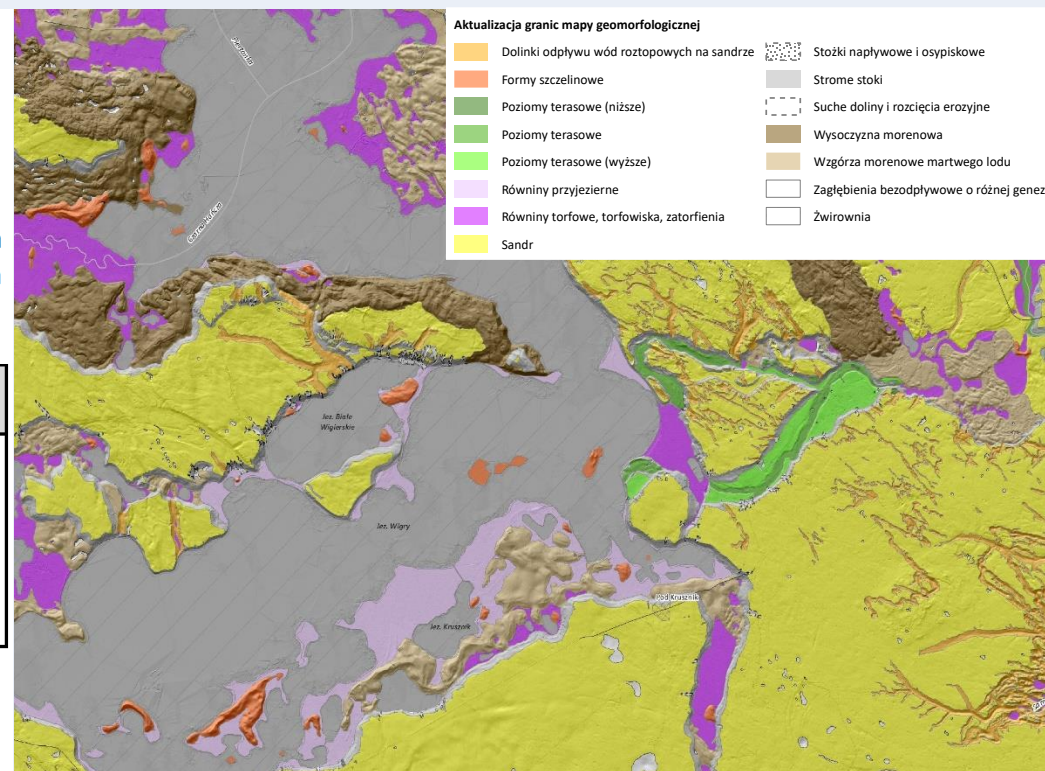 Aktualizacja granic mapy geomorfologicznej
Dolinki odpływu wód roztopowych na sandrze
Formy szczelinowe
Poziomy terasowe (niższe)
Poziomy terasowe
Poziomy terasowe (wyższe)
Równiny przyjezierne
Równiny torfowe, torfowiska, zatorfienia
Sandr
Stożki napływowe i osypiskowe
Strome stoki
Suche doliny i rozcięcia erozyjne
Wysoczyzna morenowa
Wzgórza morenowe martwego lodu
Zagłębienia bezodpływowe o różnej genez
Żwirownia
jez. Białe
Wigierskie
jez. Wigry
jez. Krusznik
Pod Krusznik